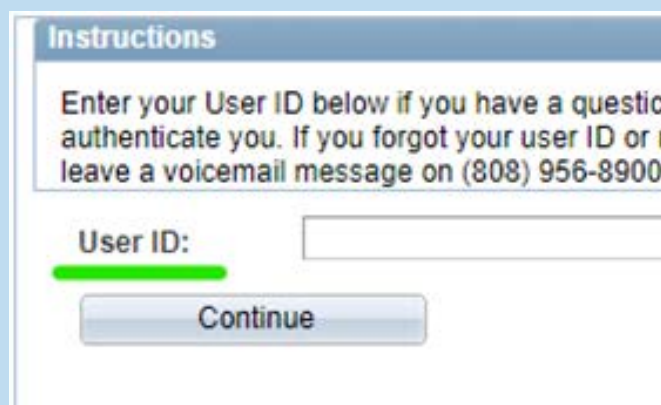 Instructions
Enter your User ID below if you have a
authenticate you. If you forgot your user ID or
leave a voicemail message on (808) 956-8900
User ID:
Continue